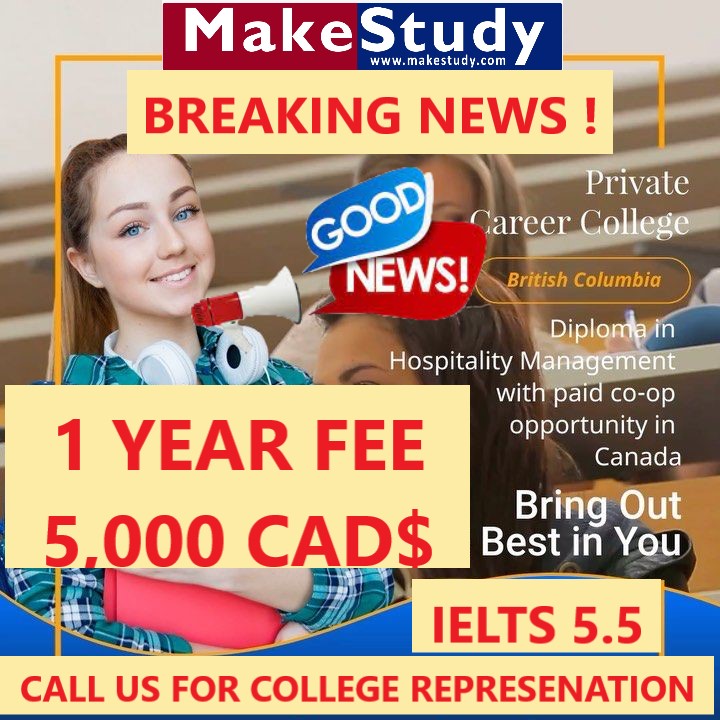 MakeStudy
www.makestudy.com
BREAKING NEWS !
GOOD
NEWS!
Private
Career College
British Columbia
Diploma in
Hospitality Management
with paid co-op
opportunity in
Canada
1 YEAR FEE
5,000 CAD$
Bring Out
Best in You
IELTS 5.5
CALL US FOR COLLEGE REPRESENATION